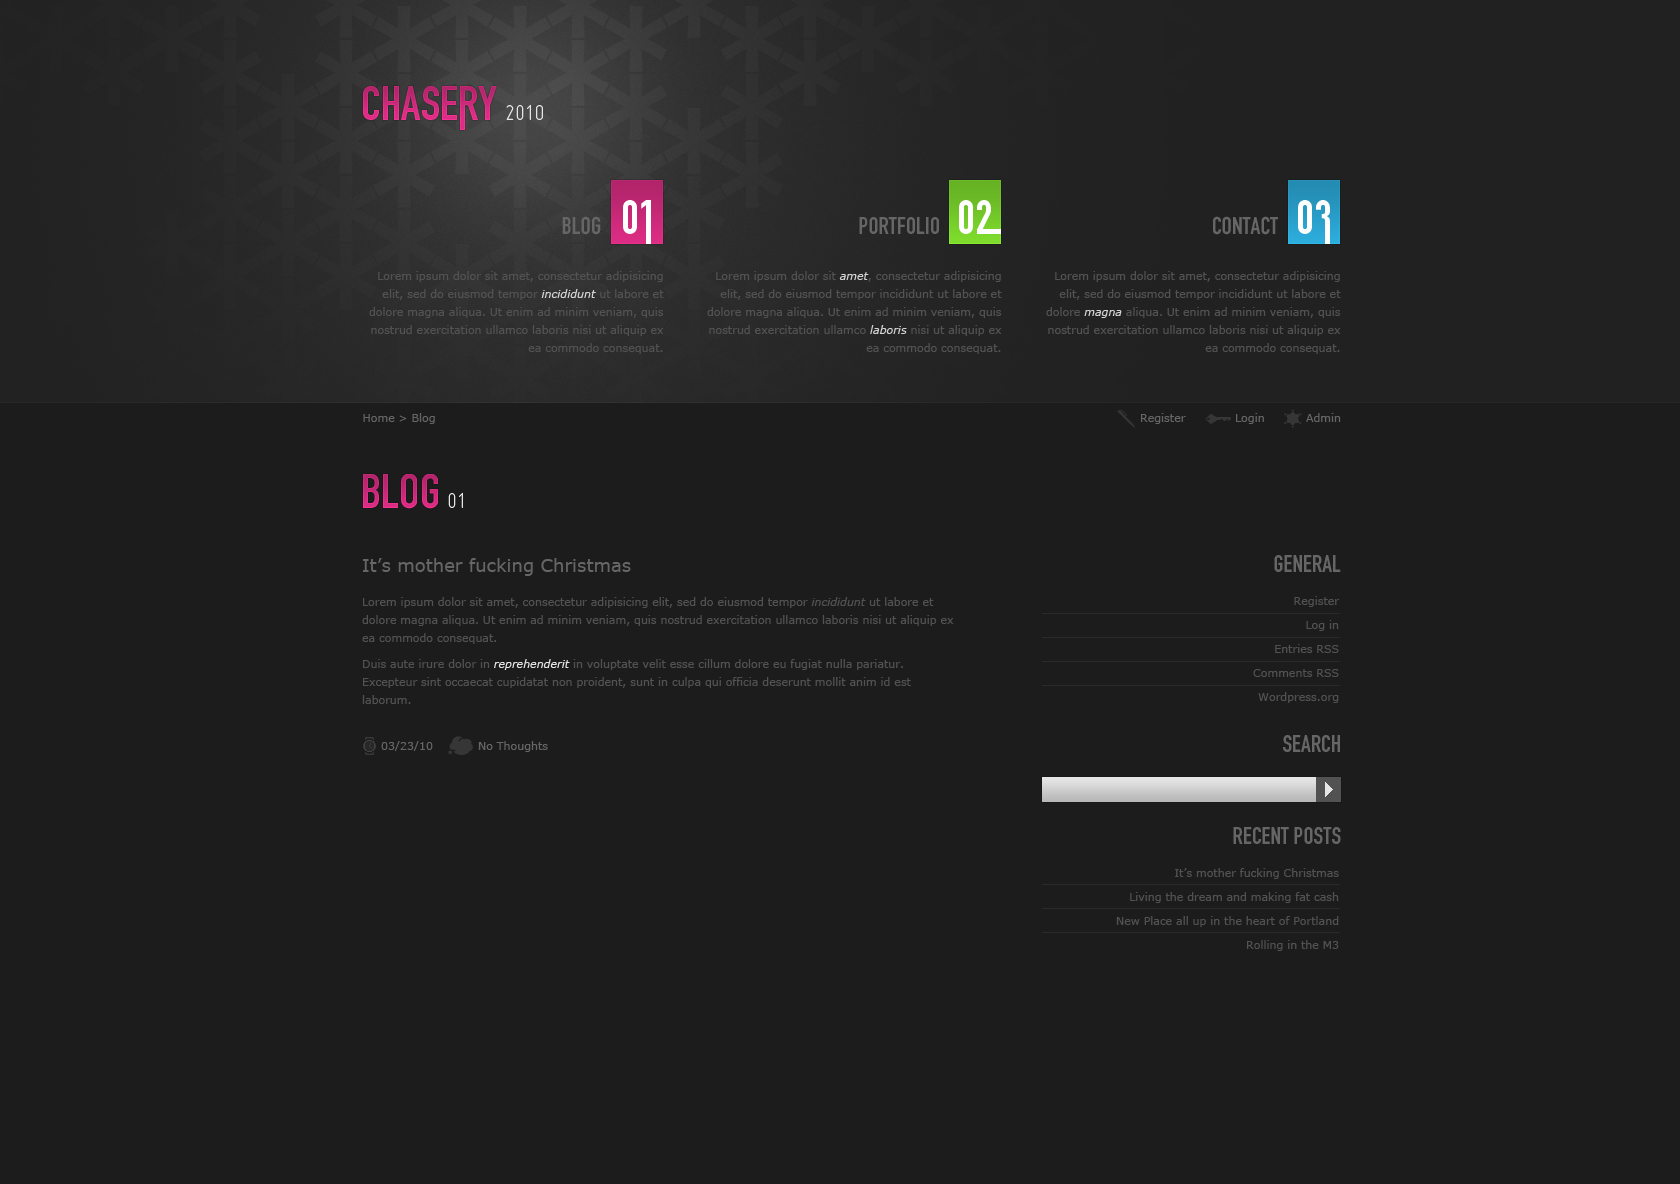 CHASERY 2010
BLOG 01
Lorem ipsum dolor sit amet, consectetur adipisicing
elit, sed do eiusmod tempor incididunt ut labore et
dolore magna aliqua. Ut enim ad minim veniam, quis
nostrud exercitation ullamco laboris nisi ut aliquip ex
ea commodo consequat.
PORTFOLIO 02
Lorem ipsum dolor sit amet, consectetur adipisicing
elit, sed do eiusmod tempor incididunt ut labore et
dolore magna aliqua. Ut enim ad minim veniam, quis
nostrud exercitation ullamco laboris nisi ut aliquip ex
ea commodo consequat.
CONTACT 03
Lorem ipsum dolor sit amet, consectetur adipisicing
elit, sed do eiusmod tempor incididunt ut labore et
dolore magna aliqua. Ut enim ad minim veniam, quis
nostrud exercitation ullamco laboris nisi ut aliquip ex
ea commodo consequat.
Home > Blog
Register Login Admin
BLOG 01
It’s mother fucking Christmas
Lorem ipsum dolor sit amet, consectetur adipisicing elit, sed do eiusmod tempor incididunt ut labore et
dolore magna aliqua. Ut enim ad minim veniam, quis nostrud exercitation ullamco laboris nisi ut aliquip ex
ea commodo consequat.
Duis aute irure dolor in reprehenderit in voluptate velit esse cillum dolore eu fugiat nulla pariatur.
Excepteur sint occaecat cupidatat non proident, sunt in culpa qui officia deserunt mollit anim id est
laborum.
03/23/10 No Thoughts
GENERAL
Register
Log in
Entries RSS
Comments RSS
Wordpress.org
SEARCH
RECENT POSTS
It’s mother fucking Christmas
Living the dream and making fat cash
New Place all up in the heart of Portland
Rolling in the M3